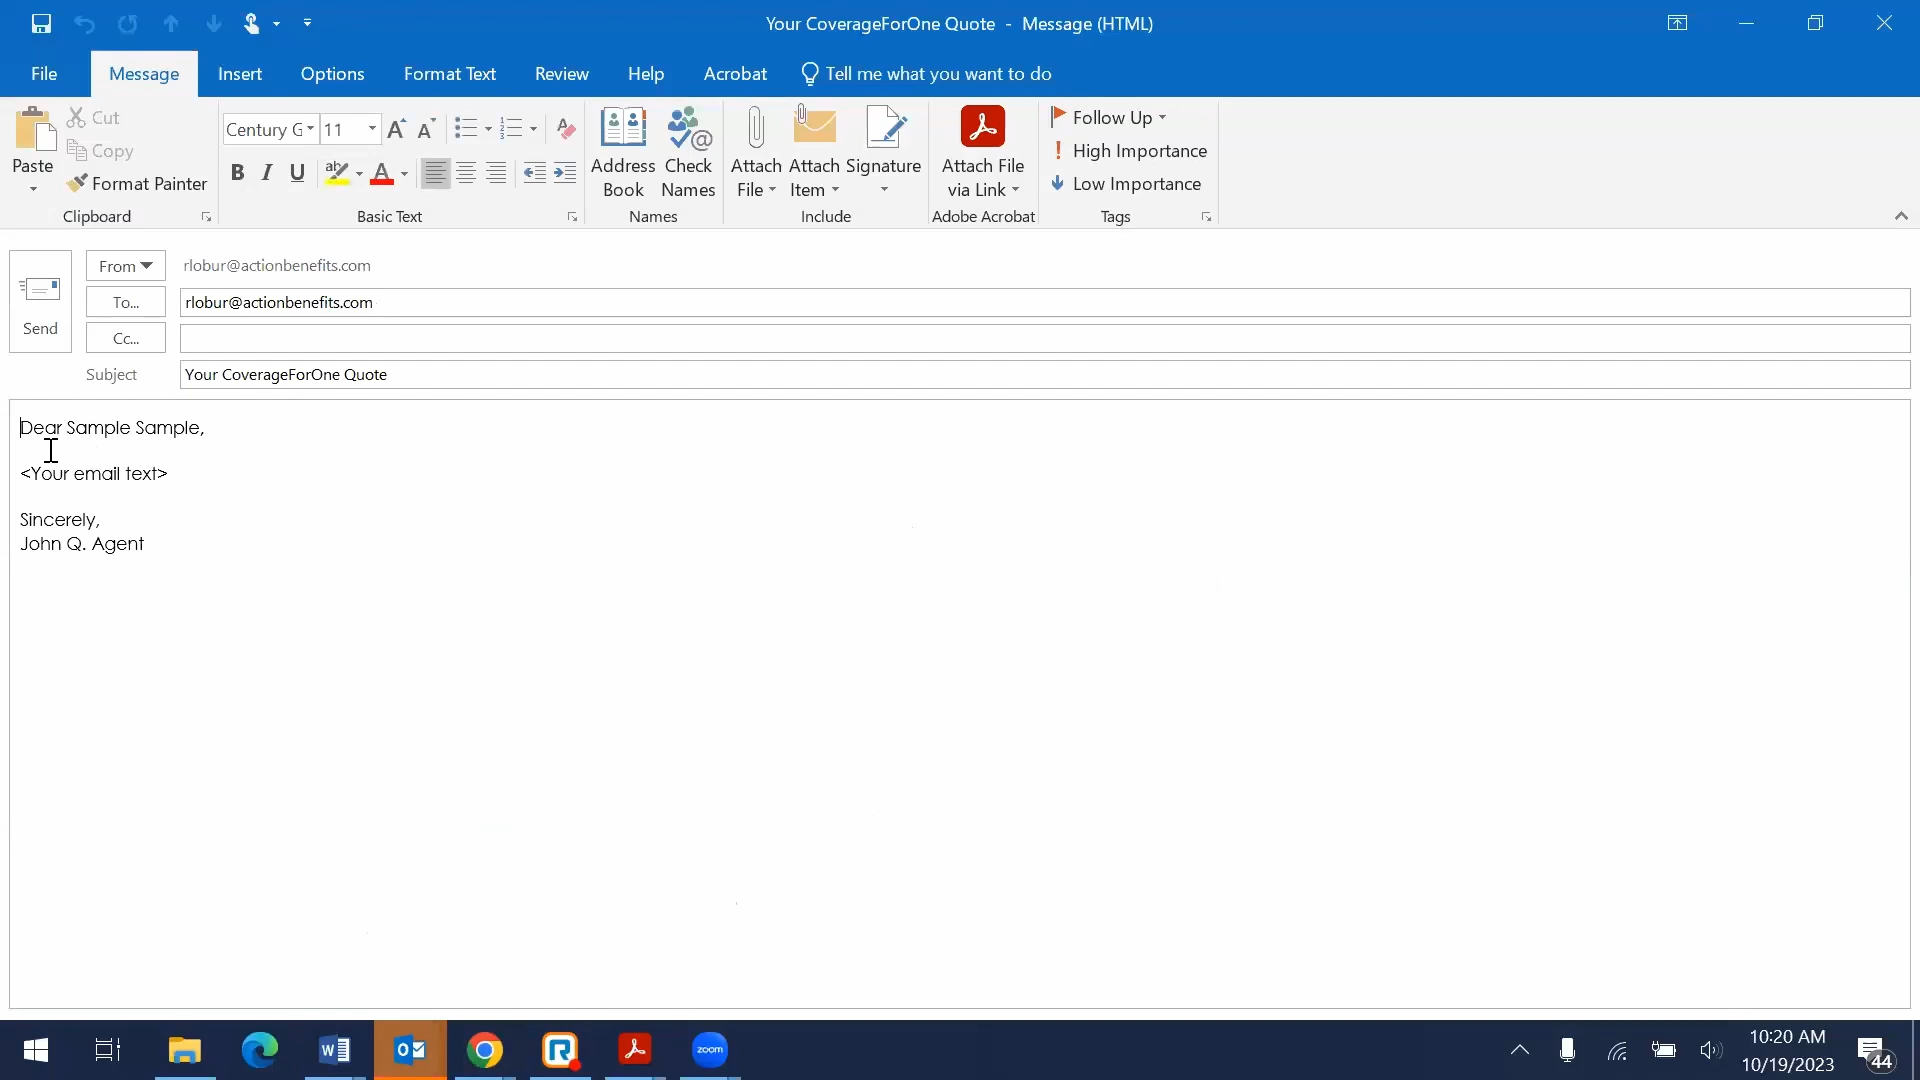 Your CoverageForOne Quote - Message (HTML)
File Message Insert Options Format Text Review Help Acrobat Tell me what you want to do
Paste
Cut
Copy
Format Painter
Clipboard
Century G 11
B I U
Basic Text
Address Book
Check Names
Names
Attach File
Attach Item
Signature
Include
Attach File via Link
Adobe Acrobat
Follow Up
High Importance
Low Importance
Tags
Send
From rlobur@actionbenefits.com
To... rlobur@actionbenefits.com
Cc...
Subject Your CoverageForOne Quote
Dear Sample Sample,
<Your email text>
Sincerely,
John Q. Agent
zoom
10:20 AM
10/19/2023
44